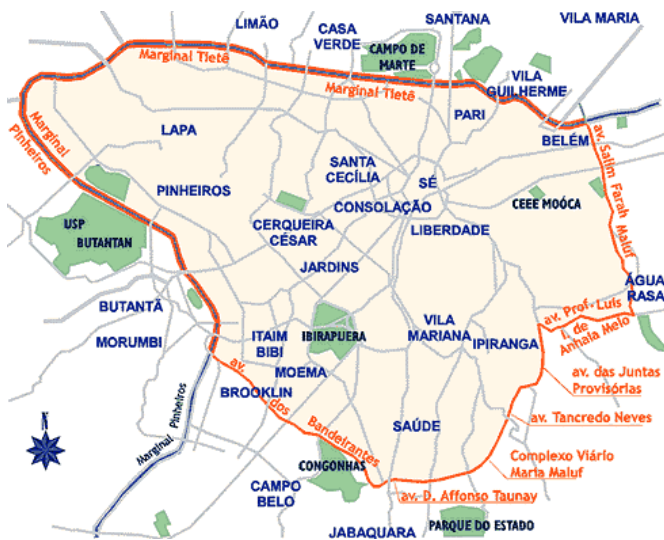 LIMÃO
CASA
VERDE
SANTANA
VILA MARIA
CAMPO DE
MARTE
Marginal Tietê
Marginal Tietê
VILA
GUILHERME
Marginal
Pinheiros
LAPA
PARI
BELÉM
av. Salim Farah Maluf
SANTA
CECÍLIA
SÉ
PINHEIROS
CEEE MOÓCA
CONSOLAÇÃO
USP
BUTANTAN
CERQUEIRA
CÉSAR
LIBERDADE
JARDINS
ÁGUA
RASA
BUTANTÃ
av. Prof. Luís
I. de
Anhaia Melo
MORUMBI
ITAIM
BIBI
IBIRAPUERA
VILA
MARIANA
IPIRANGA
MOEMA
av. das Juntas
Provisórias
BROOKLIN
av. dos Bandeirantes
Marginal Pinheiros
av. Tancredo Neves
SAÚDE
Complexo Viário
Maria Maluf
CONGONHAS
CAMPO
BELO
av. D. Affonso Taunay
JABAQUARA
PARQUE DO ESTADO